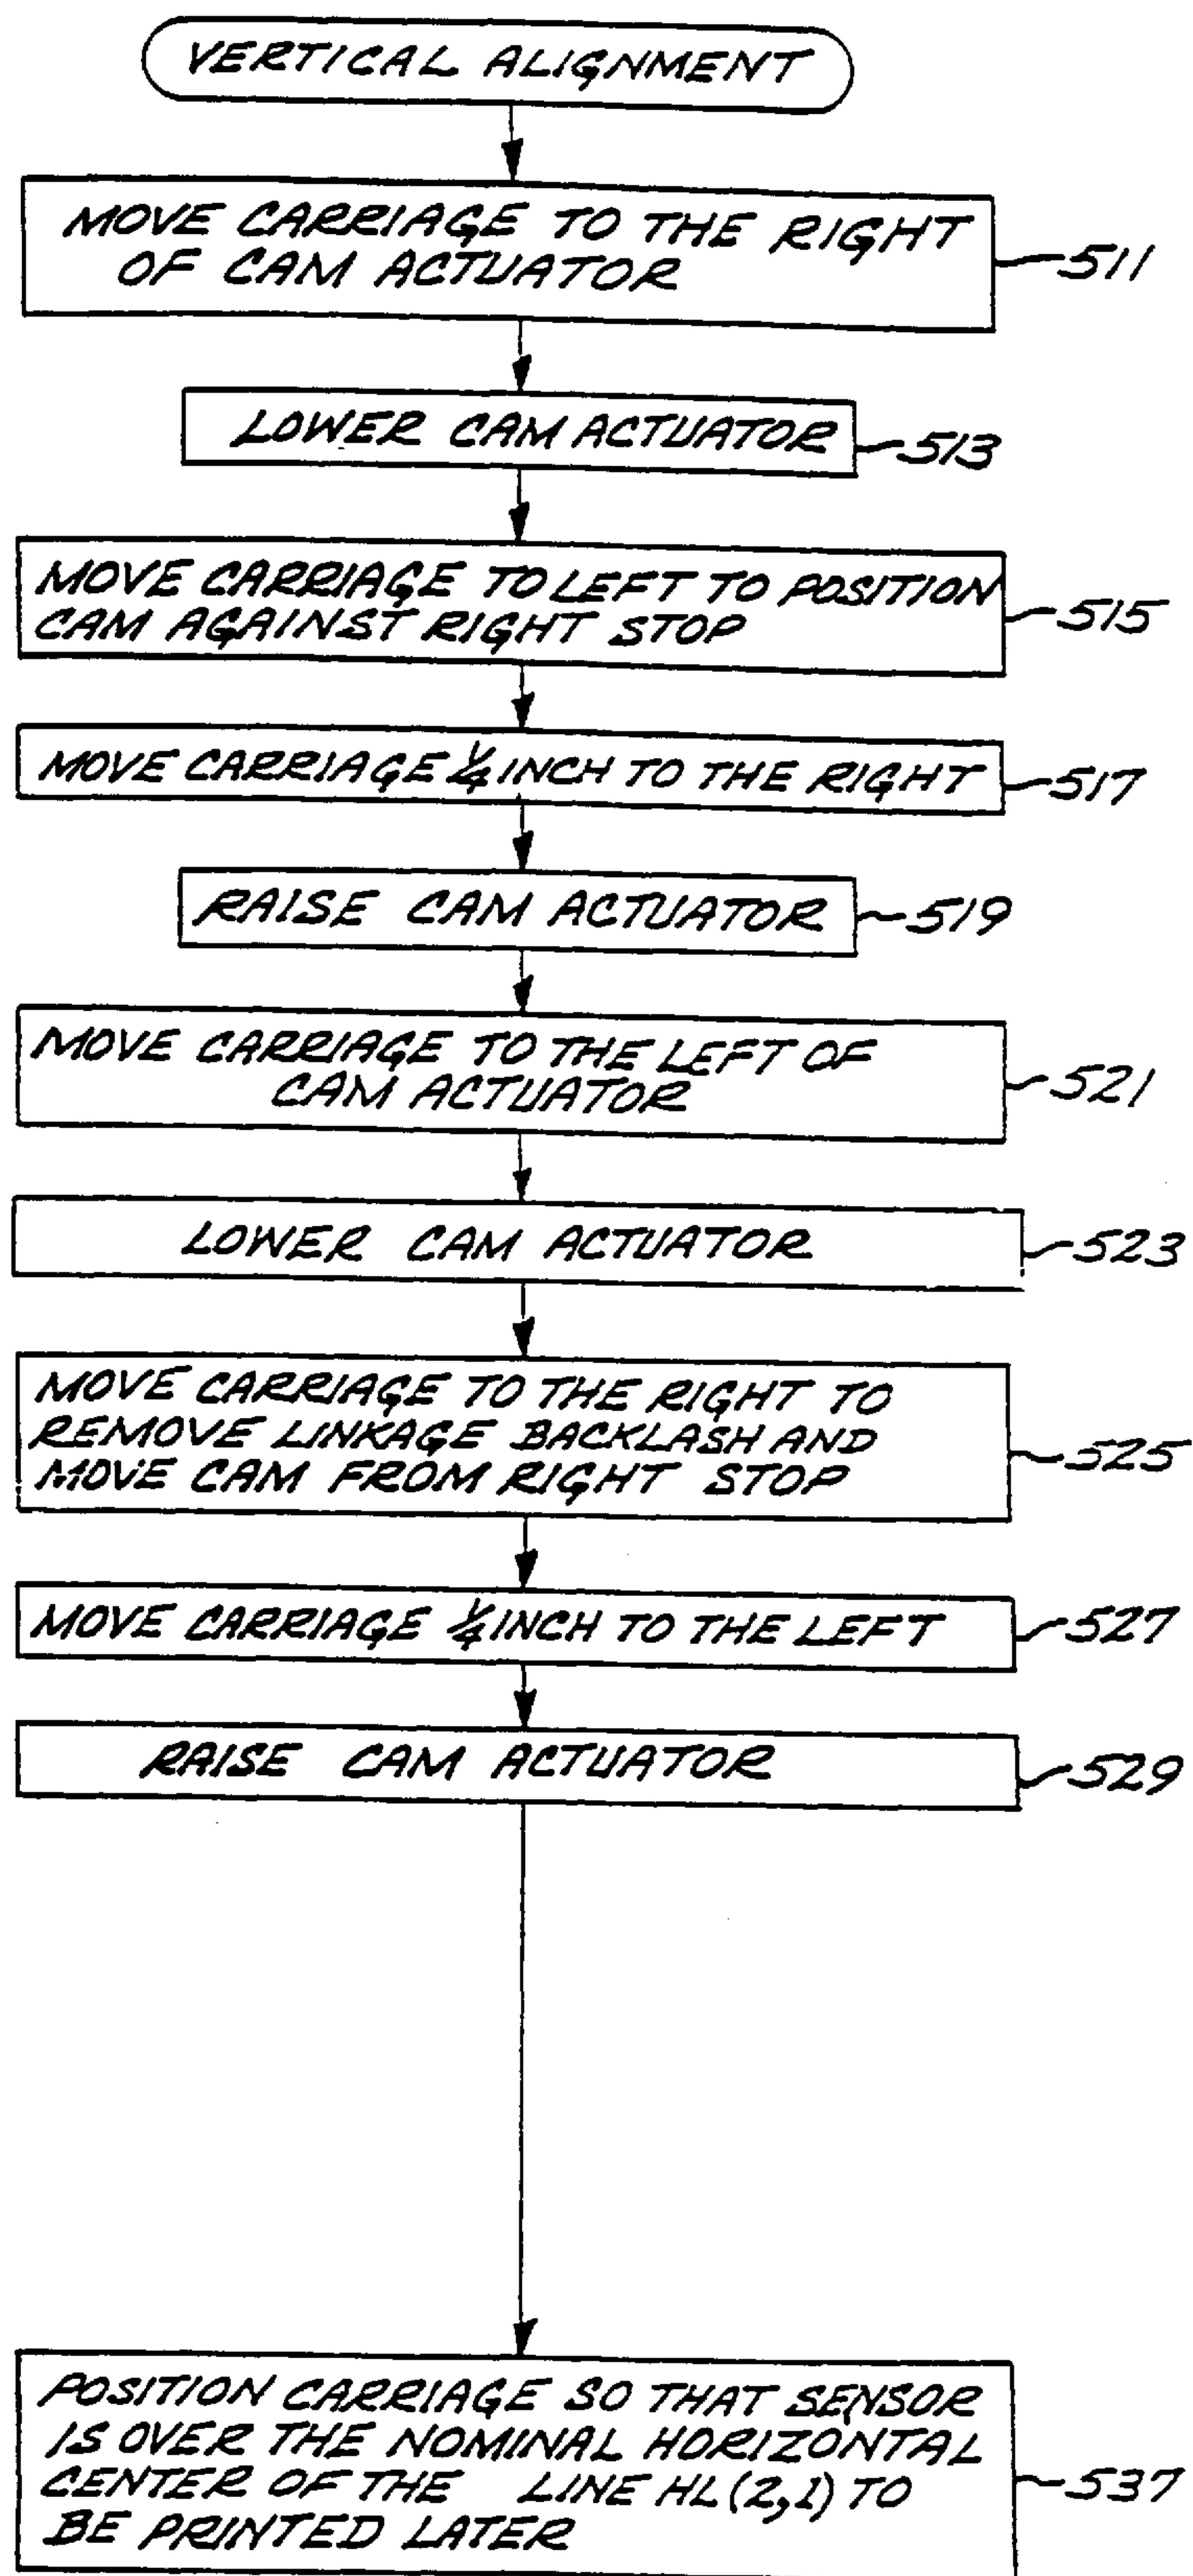 VERTICAL ALIGNMENT
MOVE CARRIAGE TO THE RIGHT
OF CAM ACTUATOR
511
LOWER CAM ACTUATOR
513
MOVE CARRIAGE TO LEFT TO POSITION
CAM AGAINST RIGHT STOP
515
MOVE CARRIAGE 1/4 INCH TO THE RIGHT
517
RAISE CAM ACTUATOR
519
MOVE CARRIAGE TO THE LEFT OF
CAM ACTUATOR
521
LOWER CAM ACTUATOR
523
MOVE CARRIAGE TO THE RIGHT TO
REMOVE LINKAGE BACKLASH AND
MOVE CAM FROM RIGHT STOP
525
MOVE CARRIAGE 1/4 INCH TO THE LEFT
527
RAISE CAM ACTUATOR
529
POSITION CARRIAGE SO THAT SENSOR
IS OVER THE NOMINAL HORIZONTAL
CENTER OF THE LINE HL(2,1) TO
BE PRINTED LATER
537